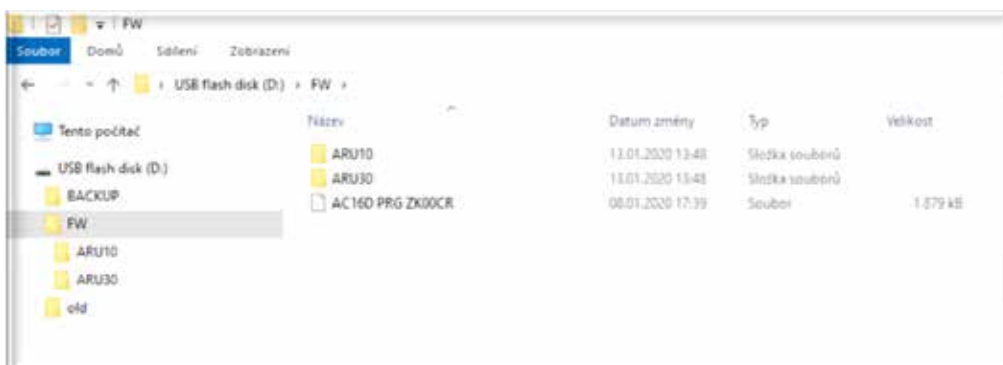 FW
Soubor Domů Sdílení Zobrazení
USB flash disk (D:) › FW ›
Tento počítač
USB flash disk (D:)
BACKUP
FW
ARU10
ARU30
old
Název Datum změny Typ Velikost
ARU10 13.01.2020 13:48 Složka souborů
ARU30 13.01.2020 13:48 Složka souborů
AC16D PRG ZK00CR 08.01.2020 17:39 Soubor 1 879 kB